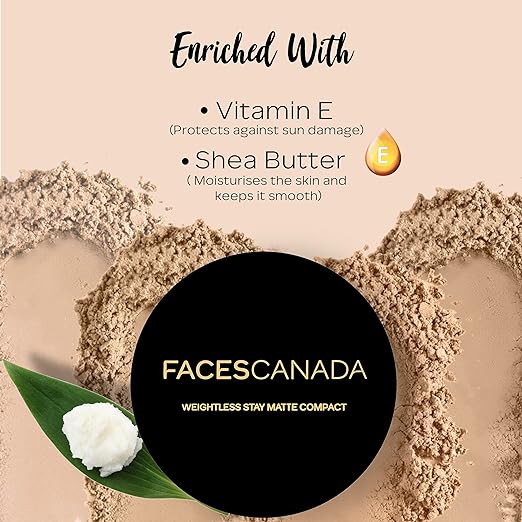 Enriched With
• Vitamin E
(Protects against sun damage)
• Shea Butter
( Moisturises the skin and
keeps it smooth)
E
FACESCANADA
WEIGHTLESS STAY MATTE COMPACT